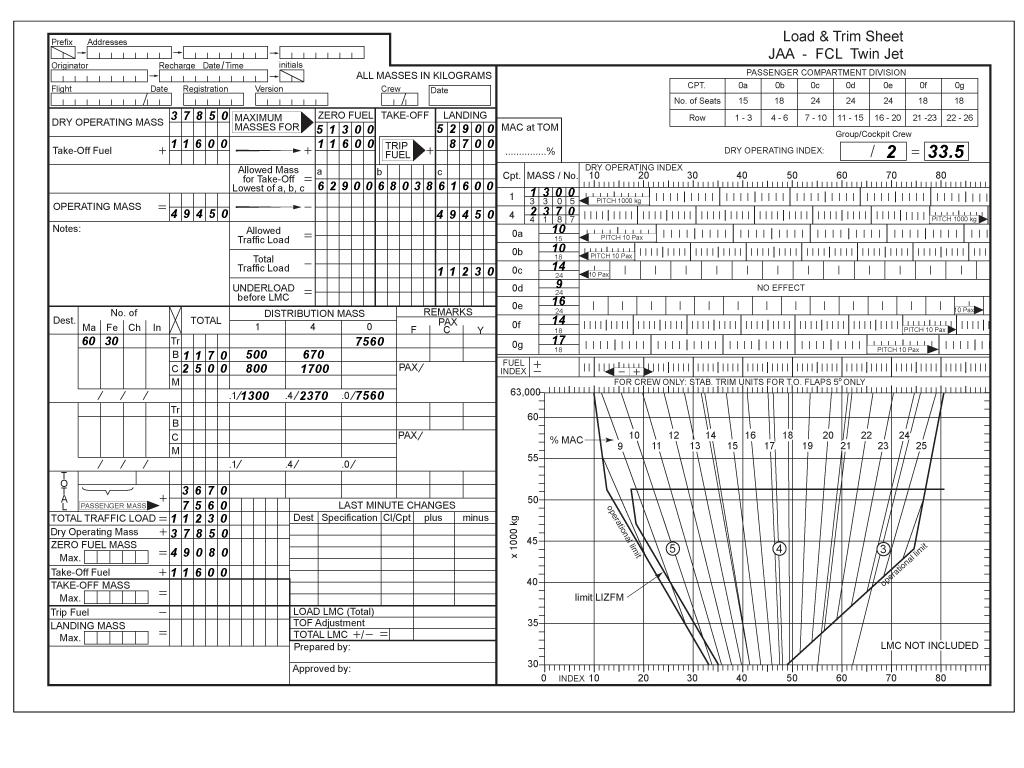 Load & Trim Sheet
JAA - FCL Twin Jet
Prefix Addresses
Originator Recharge Date/Time initials
ALL MASSES IN KILOGRAMS
Flight Date Registration Version Crew Date
PASSENGER COMPARTMENT DIVISION
CPT. 0a 0b 0c 0d 0e 0f 0g
No. of Seats 15 18 24 24 24 18 18
Row 1 - 3 4 - 6 7 - 10 11 - 15 16 - 20 21 -23 22 - 26
Group/Cockpit Crew
DRY OPERATING INDEX: / 2 = 33.5
MAC at TOM
...............%
DRY OPERATING MASS 3 7 8 5 0 MAXIMUM MASSES FOR ZERO FUEL TAKE-OFF LANDING
5 1 3 0 0 5 2 9 0 0
Take-Off Fuel + 1 1 6 0 0 + 1 1 6 0 0 TRIP FUEL + 8 7 0 0
Allowed Mass
for Take-Off =
Lowest of a, b, c
a b c
6 2 9 0 0 6 8 0 3 8 6 1 6 0 0
OPERATING MASS = 4 9 4 5 0 − 4 9 4 5 0
Notes:
Allowed
Traffic Load =
Total
Traffic Load − 1 1 2 3 0
UNDERLOAD
before LMC =
Dest. No. of TOTAL DISTRIBUTION MASS REMARKS
Ma Fe Ch In 1 4 0 PAX
F C Y
60 30 Tr 7560
B 1 1 7 0 500 670
C 2 5 0 0 800 1700 PAX/
M
/ / / .1/1300 .4/2370 .0/7560
Tr
B
C PAX/
M
/ / / .1/ .4/ .0/
TOTAL
3 6 7 0
PASSENGER MASS + 7 5 6 0
TOTAL TRAFFIC LOAD = 1 1 2 3 0
Dry Operating Mass + 3 7 8 5 0
ZERO FUEL MASS
Max. = 4 9 0 8 0
Take-Off Fuel + 1 1 6 0 0
TAKE-OFF MASS
Max. =
Trip Fuel −
LANDING MASS
Max. =
LAST MINUTE CHANGES
Dest Specification Cl/Cpt plus minus
LOAD LMC (Total)
TOF Adjustment
TOTAL LMC +/− =
Prepared by:
Approved by:
Cpt. MASS / No. DRY OPERATING INDEX
10 20 30 40 50 60 70 80
1 1 3 0 0
3 3 0 5 PITCH 1000 kg
4 2 3 7 0
4 1 8 7 PITCH 1000 kg
0a 10
15 PITCH 10 Pax
0b 10
18 PITCH 10 Pax
0c 14
24 10 Pax
0d 9
24 NO EFFECT
0e 16
24 10 Pax
0f 14
18 PITCH 10 Pax
0g 17
18 PITCH 10 Pax
FUEL INDEX + − − +
FOR CREW ONLY: STAB. TRIM UNITS FOR T.O. FLAPS 5º ONLY
63,000 10 20 30 40 50 60 70 80
60
% MAC 9 10 11 12 13 14 15 16 17 18 19 20 21 22 23 24 25
55
50
operational limit
45
5 4 3
operational limit
x 1000 kg
40
limit LIZFM
35
LMC NOT INCLUDED
30
0 INDEX 10 20 30 40 50 60 70 80